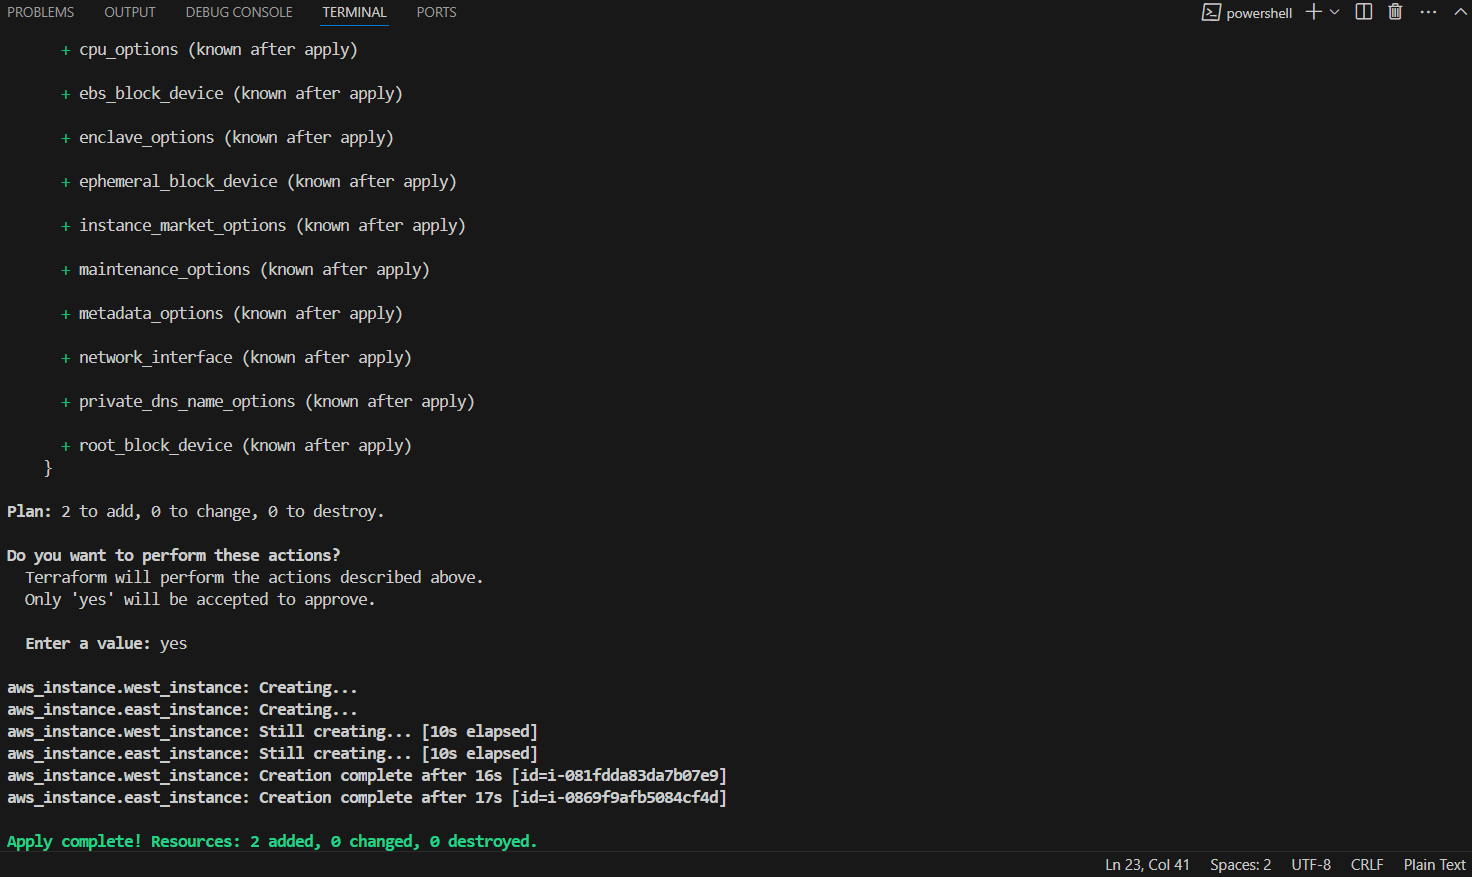 PROBLEMS OUTPUT DEBUG CONSOLE TERMINAL PORTS powershell
+ cpu_options (known after apply)
+ ebs_block_device (known after apply)
+ enclave_options (known after apply)
+ ephemeral_block_device (known after apply)
+ instance_market_options (known after apply)
+ maintenance_options (known after apply)
+ metadata_options (known after apply)
+ network_interface (known after apply)
+ private_dns_name_options (known after apply)
+ root_block_device (known after apply)
}
Plan: 2 to add, 0 to change, 0 to destroy.
Do you want to perform these actions?
Terraform will perform the actions described above.
Only 'yes' will be accepted to approve.
Enter a value: yes
aws_instance.west_instance: Creating...
aws_instance.east_instance: Creating...
aws_instance.west_instance: Still creating... [10s elapsed]
aws_instance.east_instance: Still creating... [10s elapsed]
aws_instance.west_instance: Creation complete after 16s [id=i-081fdda83da7b07e9]
aws_instance.east_instance: Creation complete after 17s [id=i-0869f9afb5084cf4d]
Apply complete! Resources: 2 added, 0 changed, 0 destroyed.
Ln 23, Col 41 Spaces: 2 UTF-8 CRLF Plain Text